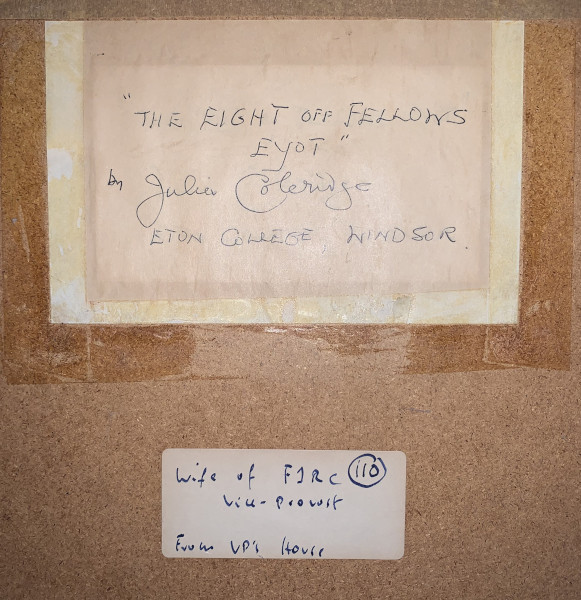 "THE EIGHT OFF FELLOWS
EYOT"
by Julia Coleridge
ETON COLLEGE, WINDSOR.
Wife of FJRC 110
Vice-Provost
From VP's House